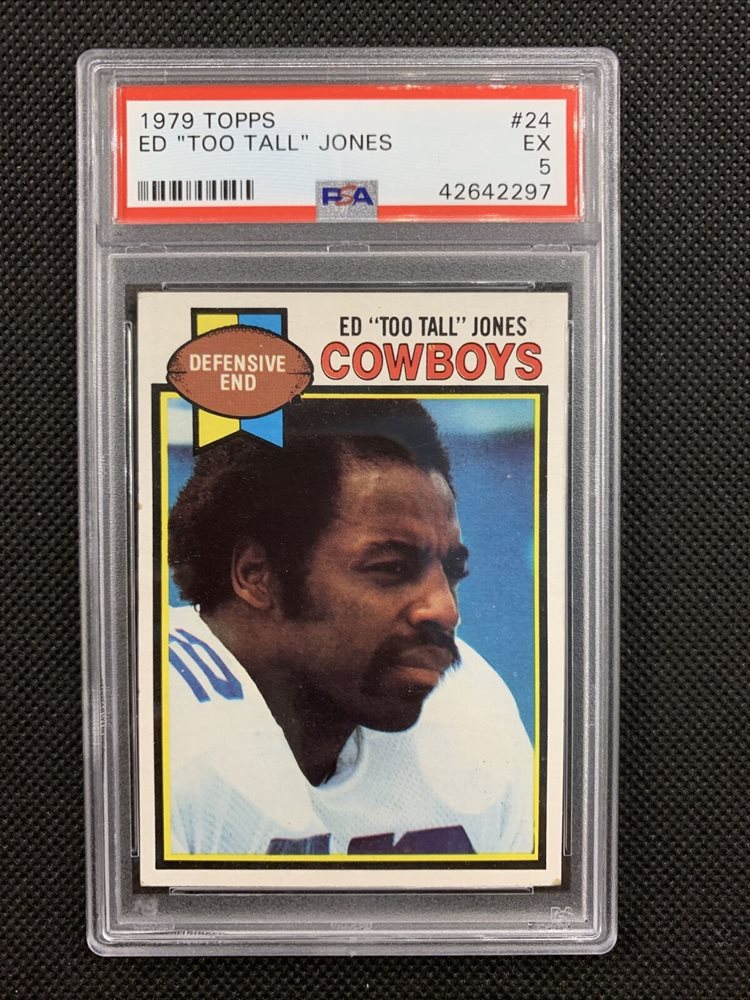 1979 TOPPS #24
ED "TOO TALL" JONES EX
5
PSA 42642297
ED “TOO TALL” JONES
COWBOYS
DEFENSIVE
END